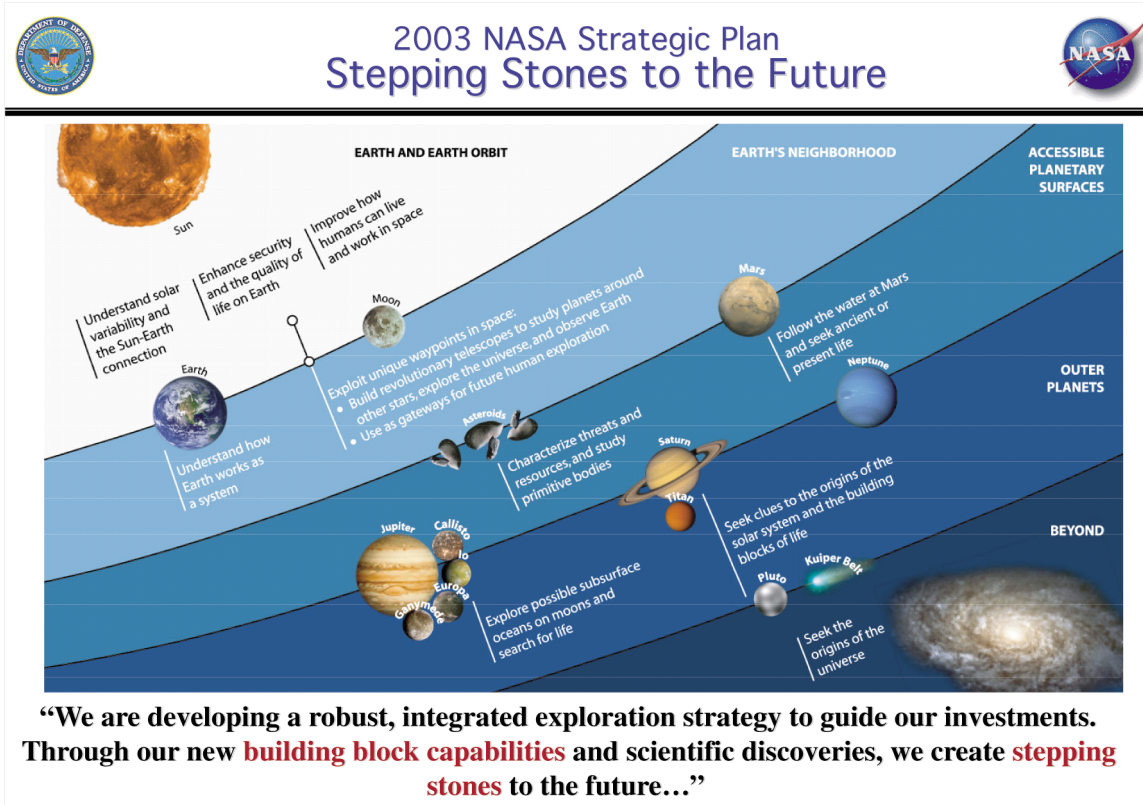 DEPARTMENT OF DEFENSE
UNITED STATES OF AMERICA
2003 NASA Strategic Plan
Stepping Stones to the Future
NASA
EARTH AND EARTH ORBIT
EARTH'S NEIGHBORHOOD
ACCESSIBLE
PLANETARY
SURFACES
Sun
Understand solar
variability and
the Sun-Earth
connection
Enhance security
and the quality of
life on Earth
Improve how
humans can live
and work in space
Moon
Earth
Understand how
Earth works as
a system
Exploit unique waypoints in space:
• Build revolutionary telescopes to study planets around
other stars, explore the universe, and observe Earth
• Use as gateways for future human exploration
Mars
Follow the water at Mars
and seek ancient or
present life
Asteroids
Characterize threats and
resources, and study
primitive bodies
Neptune
OUTER
PLANETS
Saturn
Titan
Seek clues to the origins of the
solar system and the building
blocks of life
Jupiter
Callisto
Io
Europa
Ganymede
Explore possible subsurface
oceans on moons and
search for life
BEYOND
Pluto
Kuiper Belt
Seek the
origins of the
universe
“We are developing a robust, integrated exploration strategy to guide our investments.
Through our new building block capabilities and scientific discoveries, we create stepping
stones to the future…”